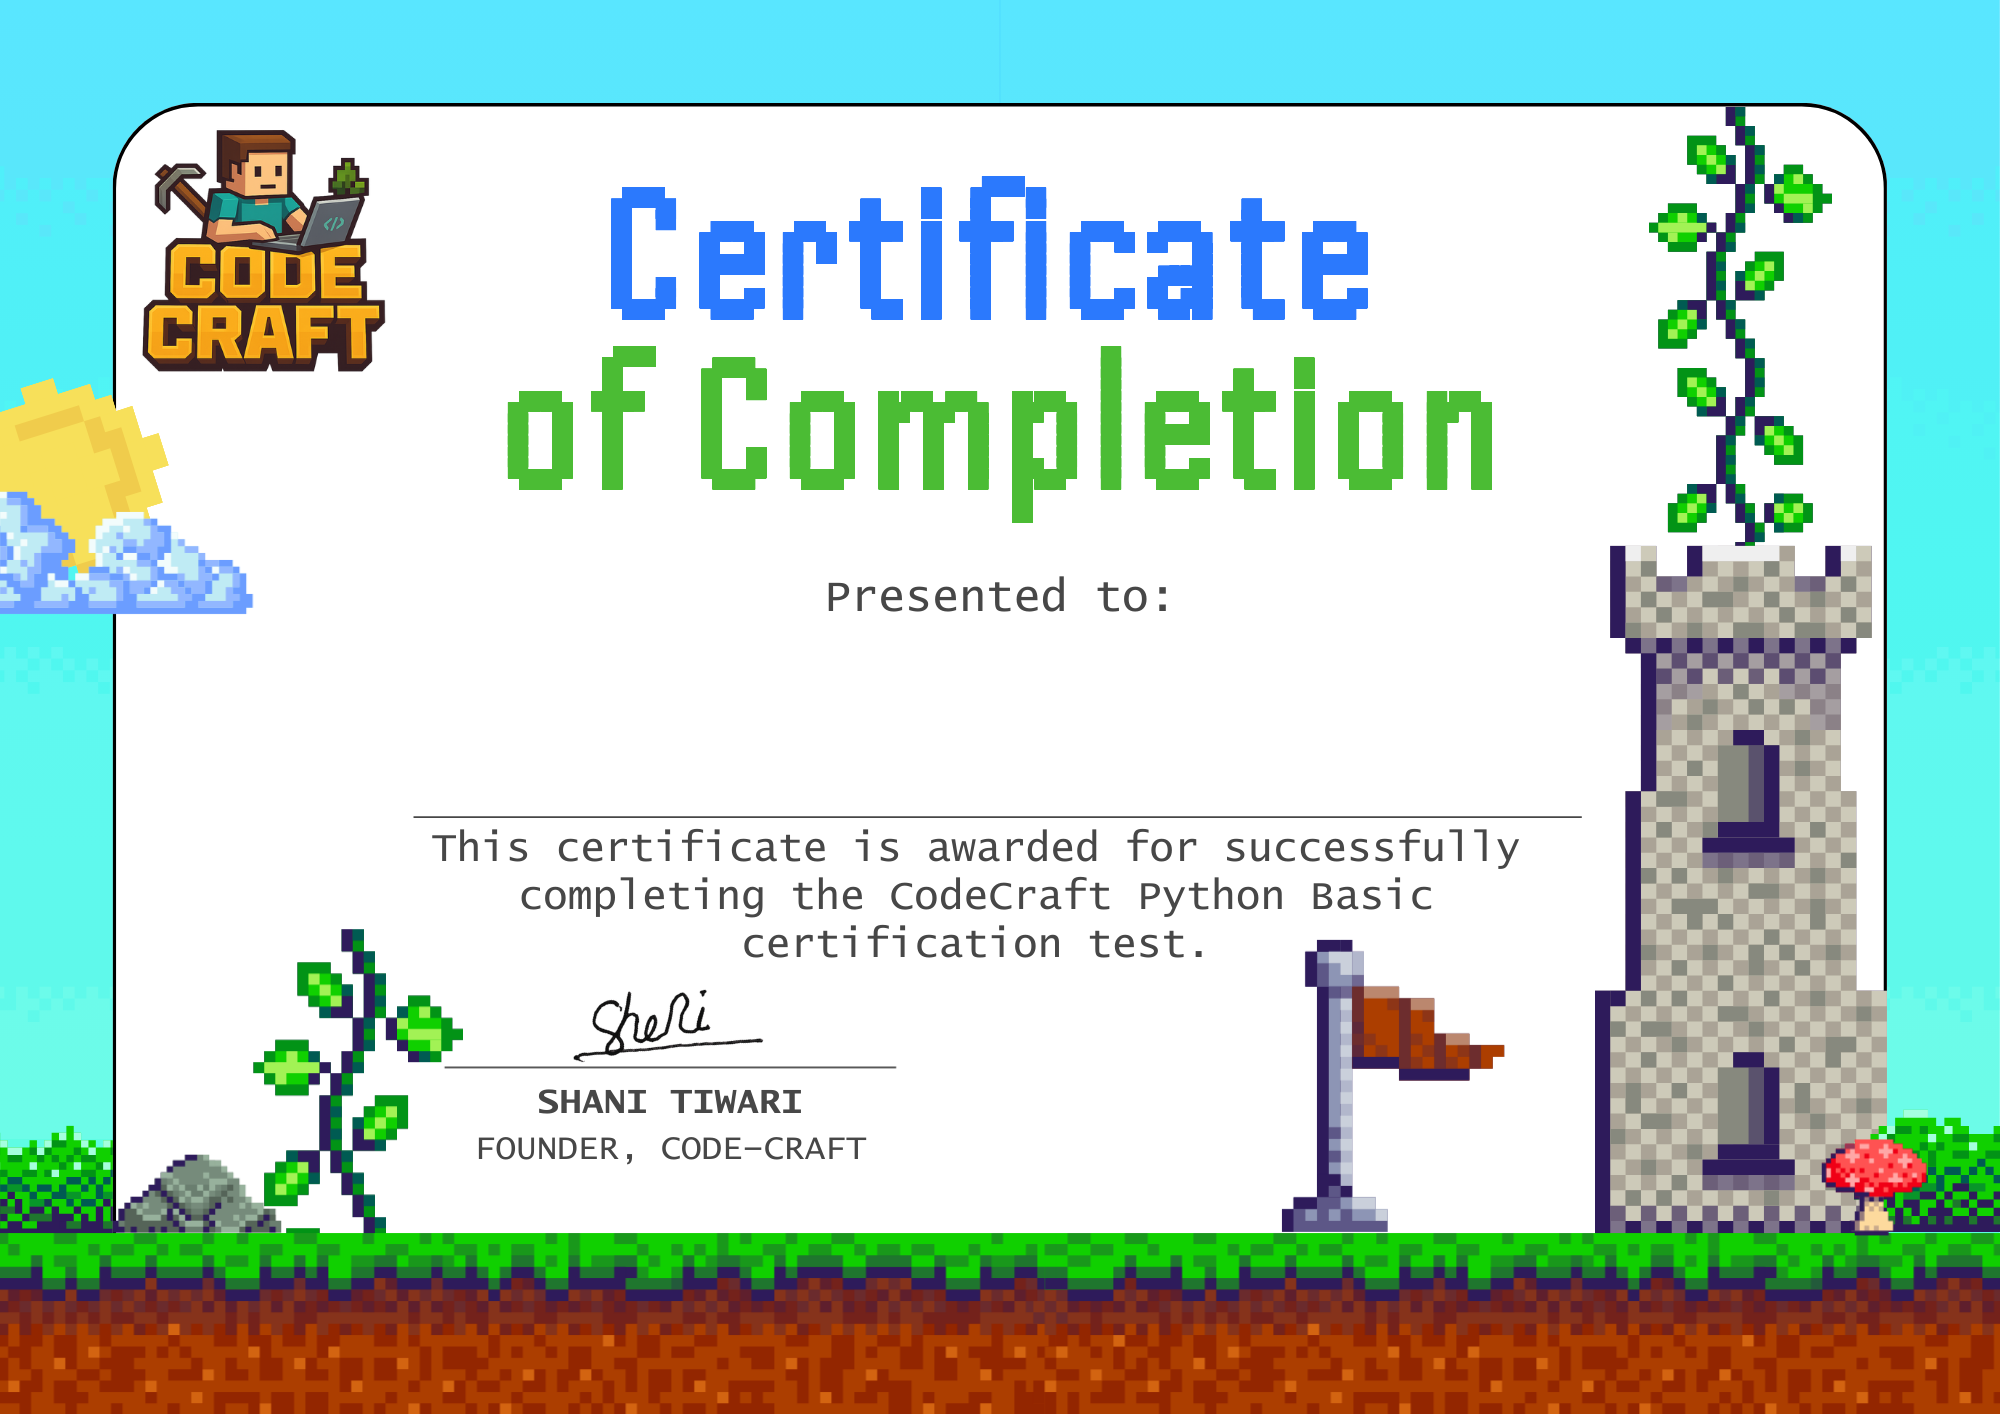 CODE
CRAFT
Certificate
of Completion
Presented to:
This certificate is awarded for successfully
completing the CodeCraft Python Basic
certification test.
SheRi
SHANI TIWARI
FOUNDER, CODE-CRAFT